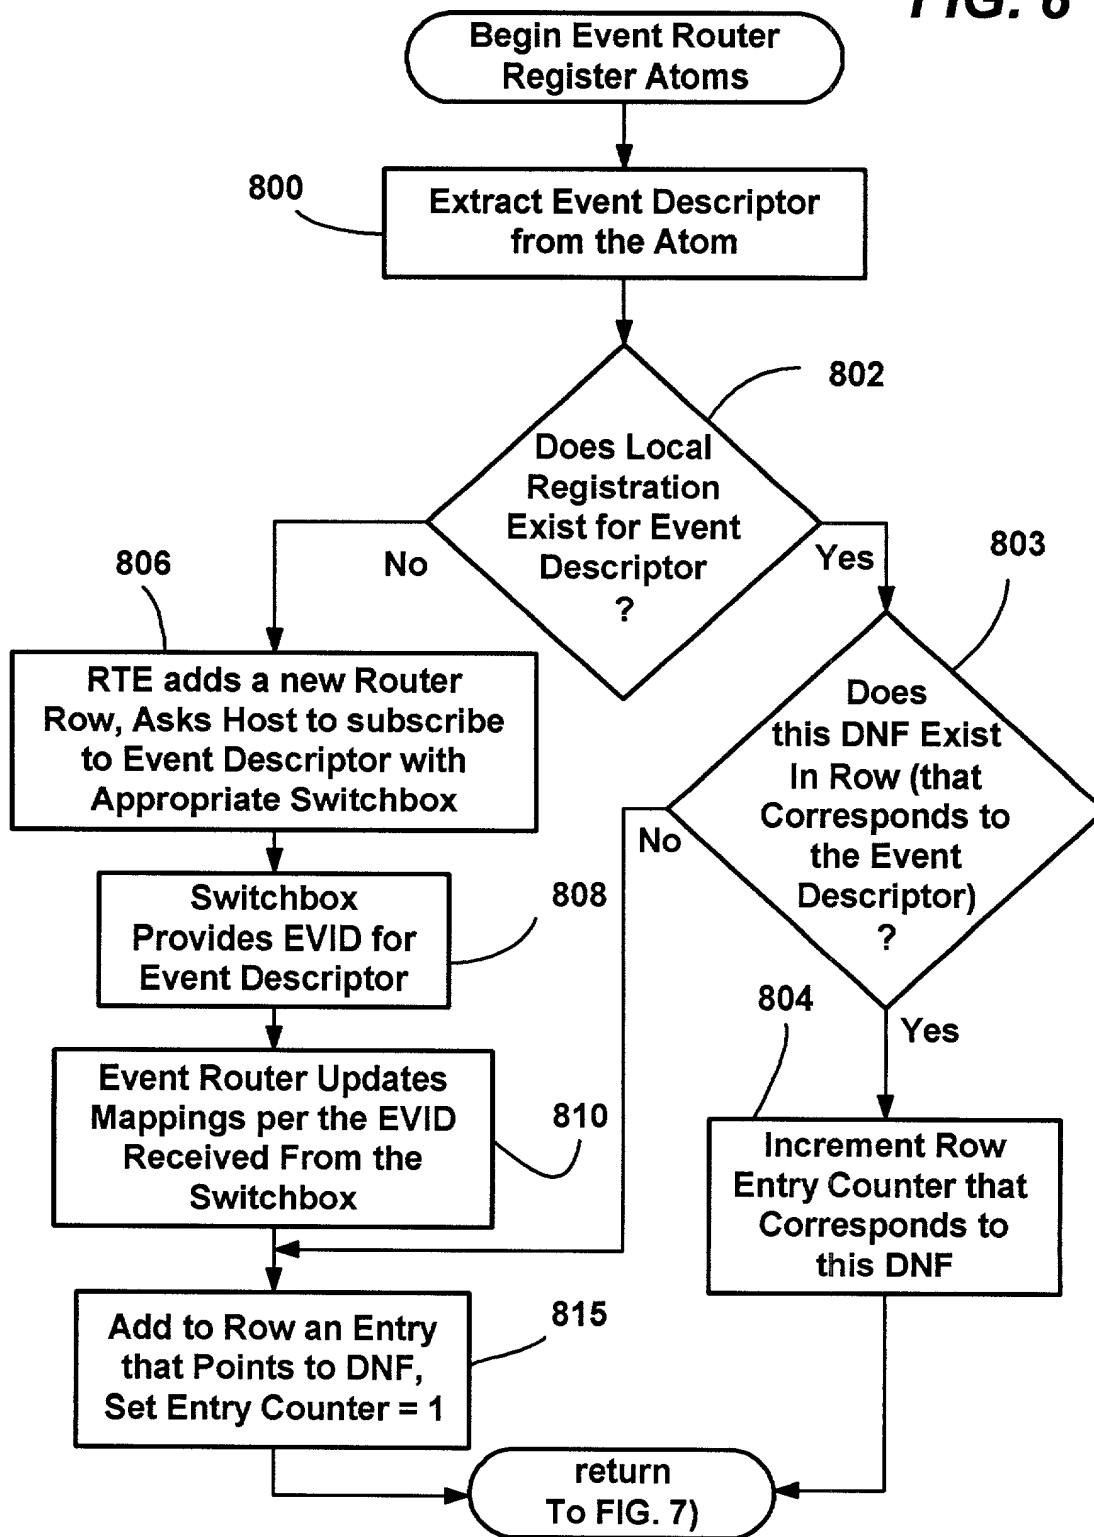 FIG. 8
Begin Event Router
Register Atoms
800
Extract Event Descriptor
from the Atom
802
Does Local
Registration
Exist for Event
Descriptor
?
No
Yes
803
806
RTE adds a new Router
Row, Asks Host to subscribe
to Event Descriptor with
Appropriate Switchbox
Does
this DNF Exist
In Row (that
Corresponds to
the Event
Descriptor)
?
No
Yes
808
Switchbox
Provides EVID for
Event Descriptor
804
810
Event Router Updates
Mappings per the EVID
Received From the
Switchbox
Increment Row
Entry Counter that
Corresponds to
this DNF
815
Add to Row an Entry
that Points to DNF,
Set Entry Counter = 1
return
To FIG. 7)